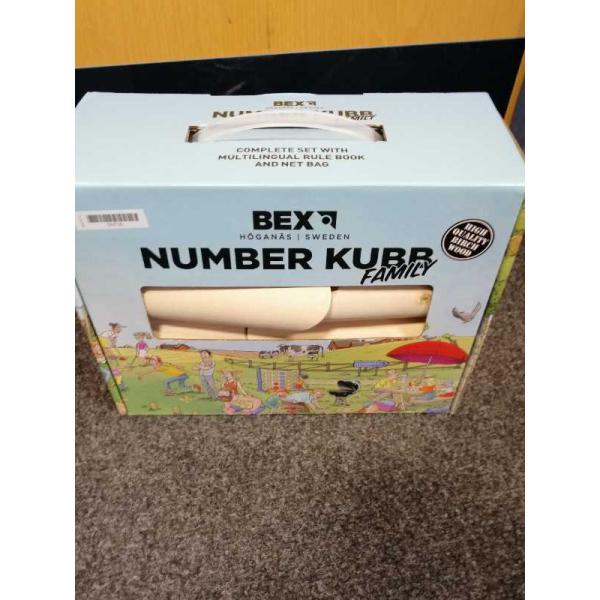 BEX
NUMBER KUBB
FAMILY
COMPLETE SET WITH
MULTILINGUAL RULE BOOK
AND NET BAG
BEX
HÖGANÄS | SWEDEN
NUMBER KUBB
FAMILY
HIGH
QUALITY
BIRCH
WOOD